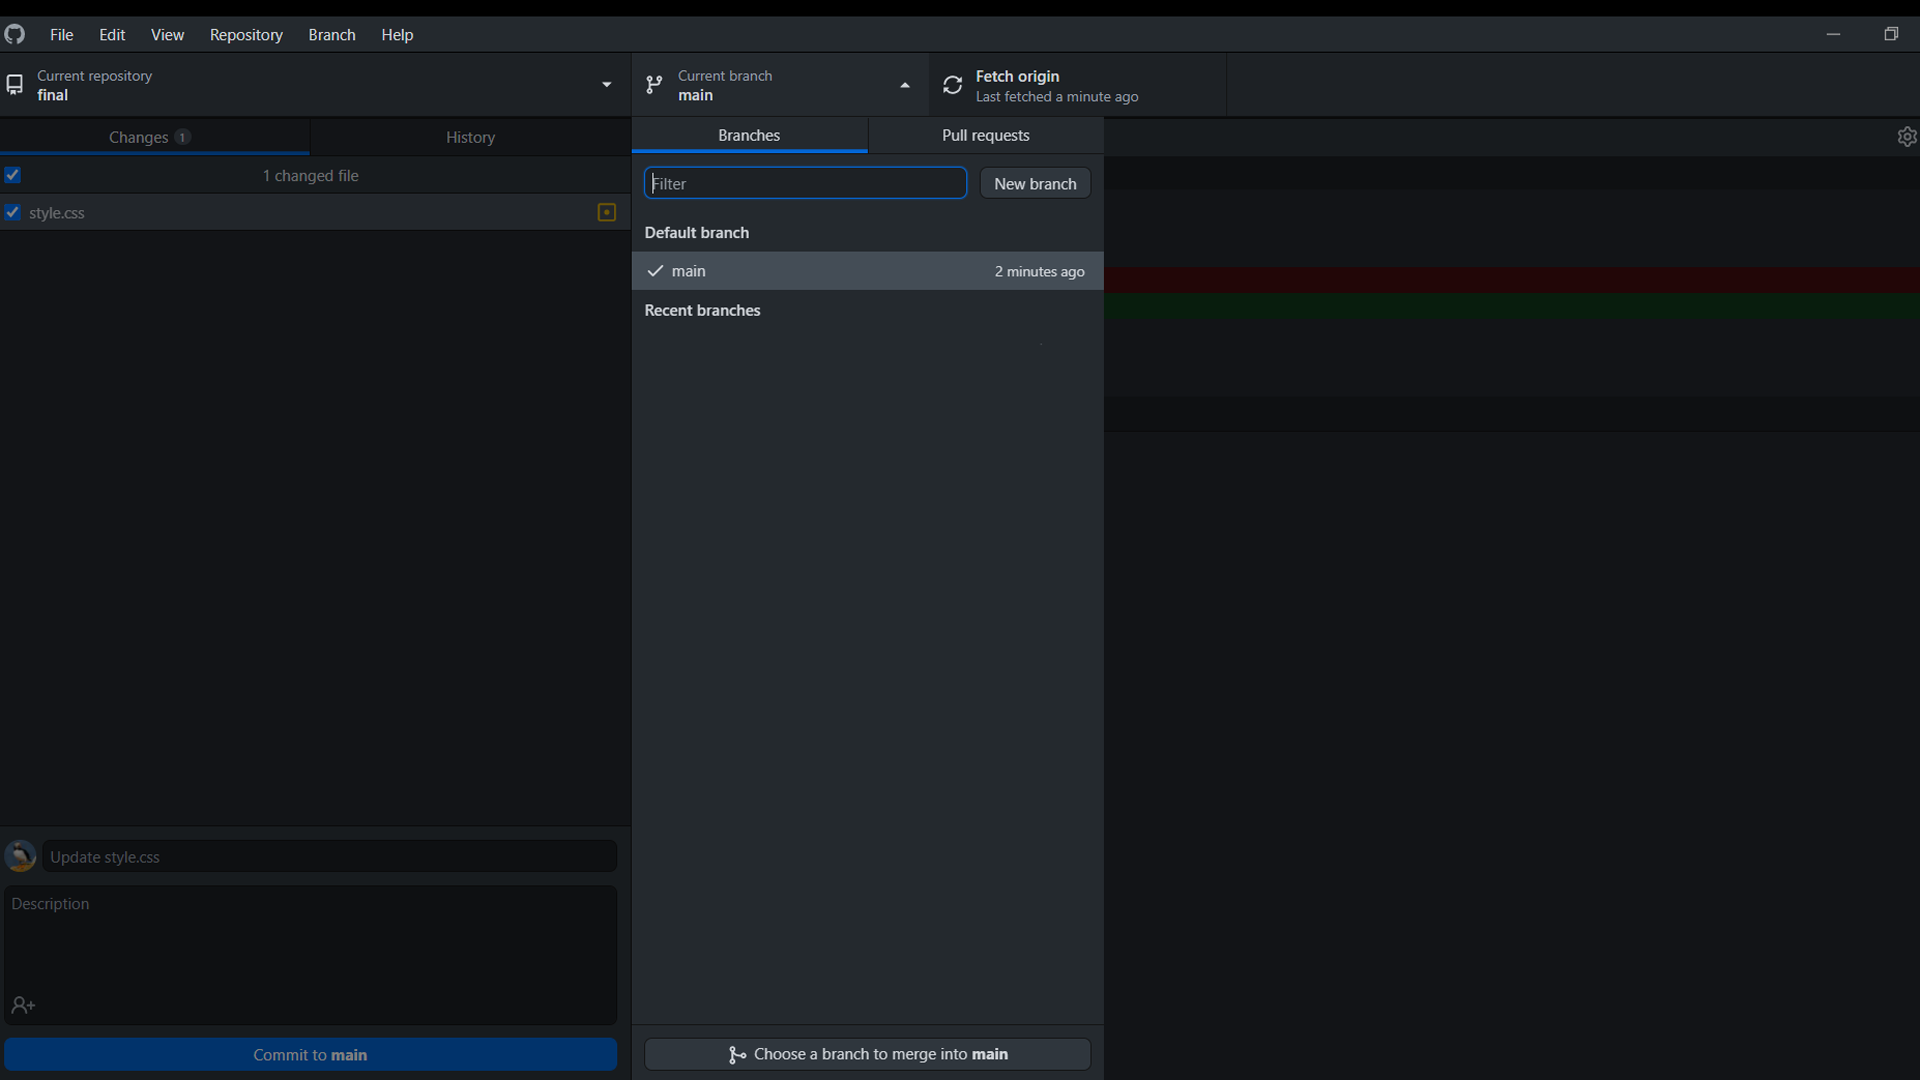 File Edit View Repository Branch Help
Current repository
final
Current branch
main
Fetch origin
Last fetched a minute ago
Changes 1
History
Branches
Pull requests
1 changed file
Filter
New branch
style.css
Default branch
main 2 minutes ago
Recent branches
Update style.css
Description
Commit to main
Choose a branch to merge into main